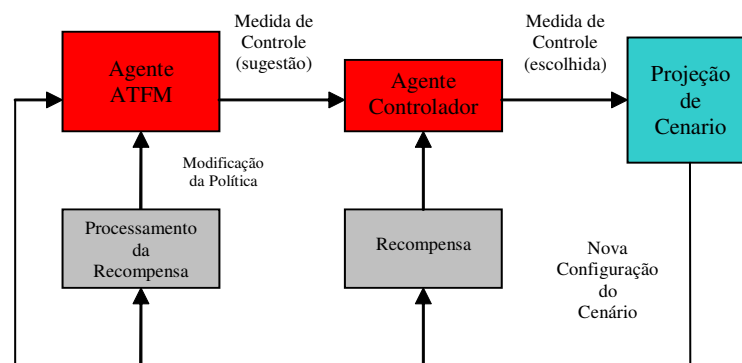 Medida de
Controle
(sugestão)
Medida de
Controle
(escolhida)
Agente
ATFM
Agente
Controlador
Projeção
de
Cenario
Modificação
da Política
Processamento
da
Recompensa
Recompensa
Nova
Configuração
do
Cenário